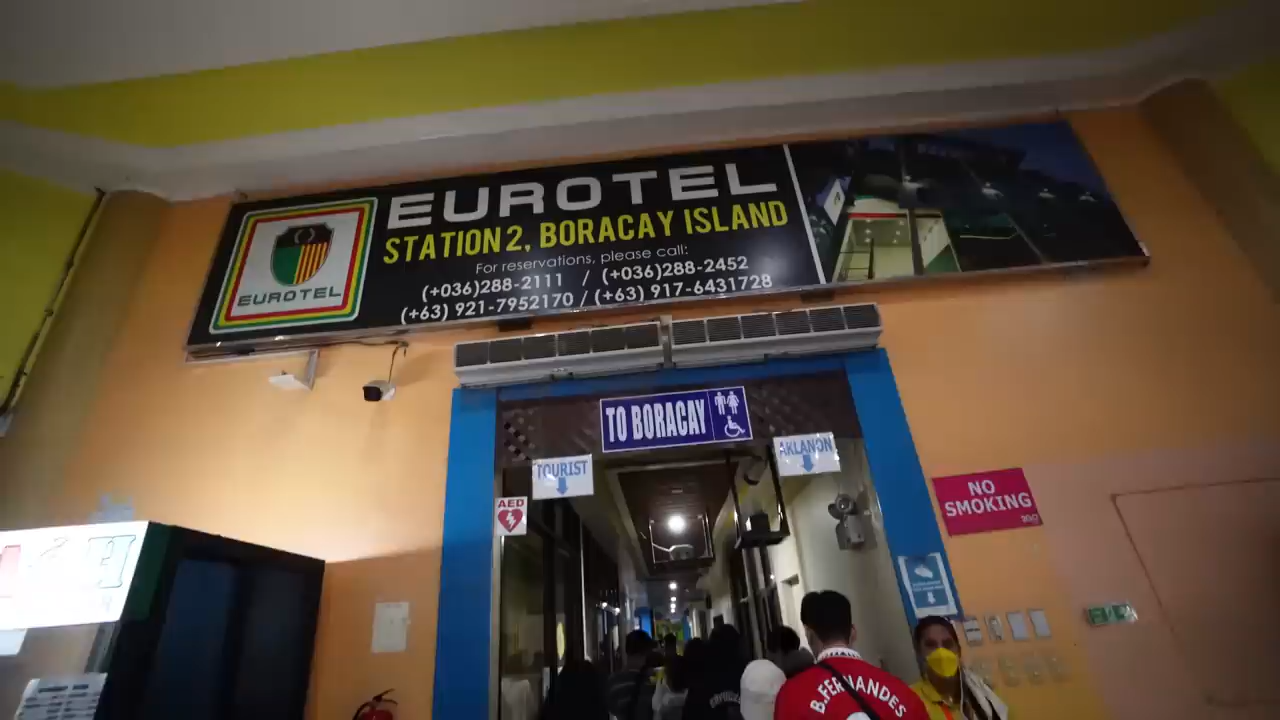 EUROTEL
STATION 2, BORACAY ISLAND
For reservations, please call:
(+036)288-2111 / (+036)288-2452
(+63) 921-7952170 / (+63) 917-6431728
EUROTEL
TO BORACAY
TOURIST
AKLANON
AED
NO
SMOKING
B.FERNANDES